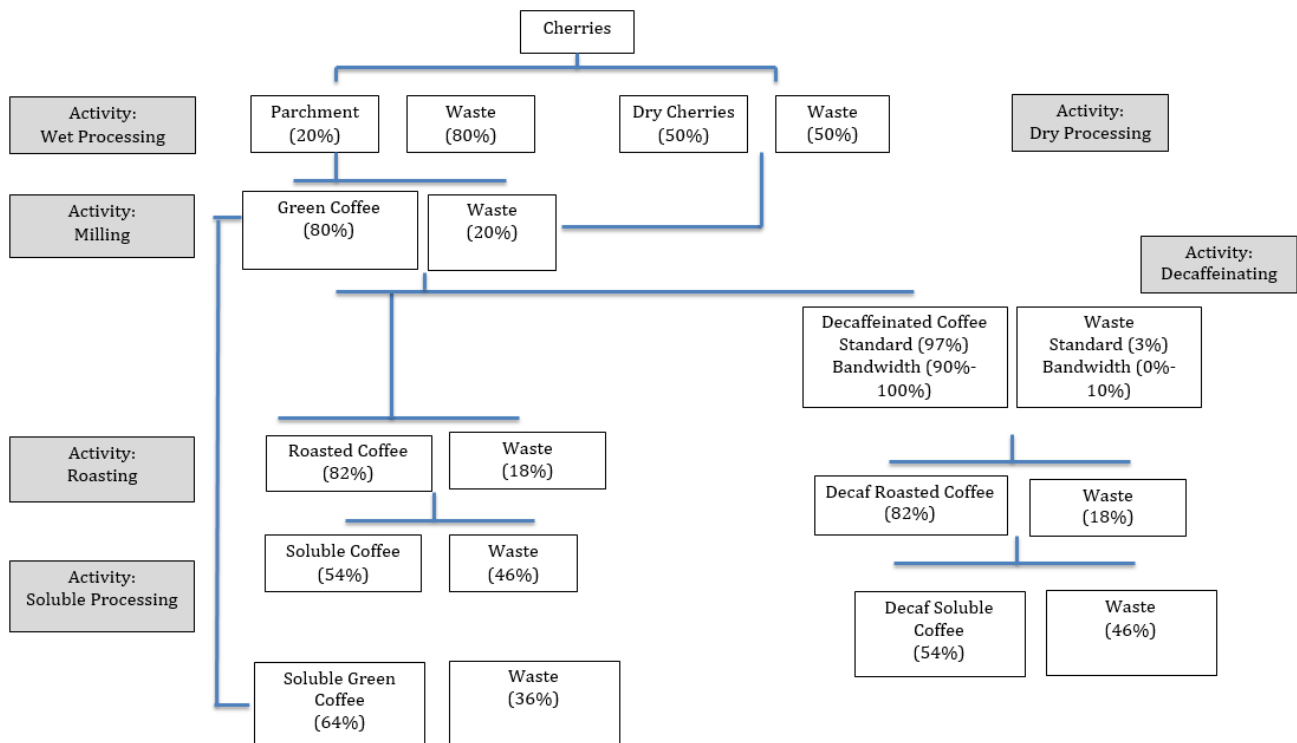 Cherries
Activity:
Wet Processing
Parchment
(20%)
Waste
(80%)
Dry Cherries
(50%)
Waste
(50%)
Activity:
Dry Processing
Activity:
Milling
Green Coffee
(80%)
Waste
(20%)
Activity:
Decaffeinating
Decaffeinated Coffee
Standard (97%)
Bandwidth (90%-
100%)
Waste
Standard (3%)
Bandwidth (0%-
10%)
Activity:
Roasting
Roasted Coffee
(82%)
Waste
(18%)
Decaf Roasted Coffee
(82%)
Waste
(18%)
Activity:
Soluble Processing
Soluble Coffee
(54%)
Waste
(46%)
Decaf Soluble
Coffee
(54%)
Waste
(46%)
Soluble Green
Coffee
(64%)
Waste
(36%)